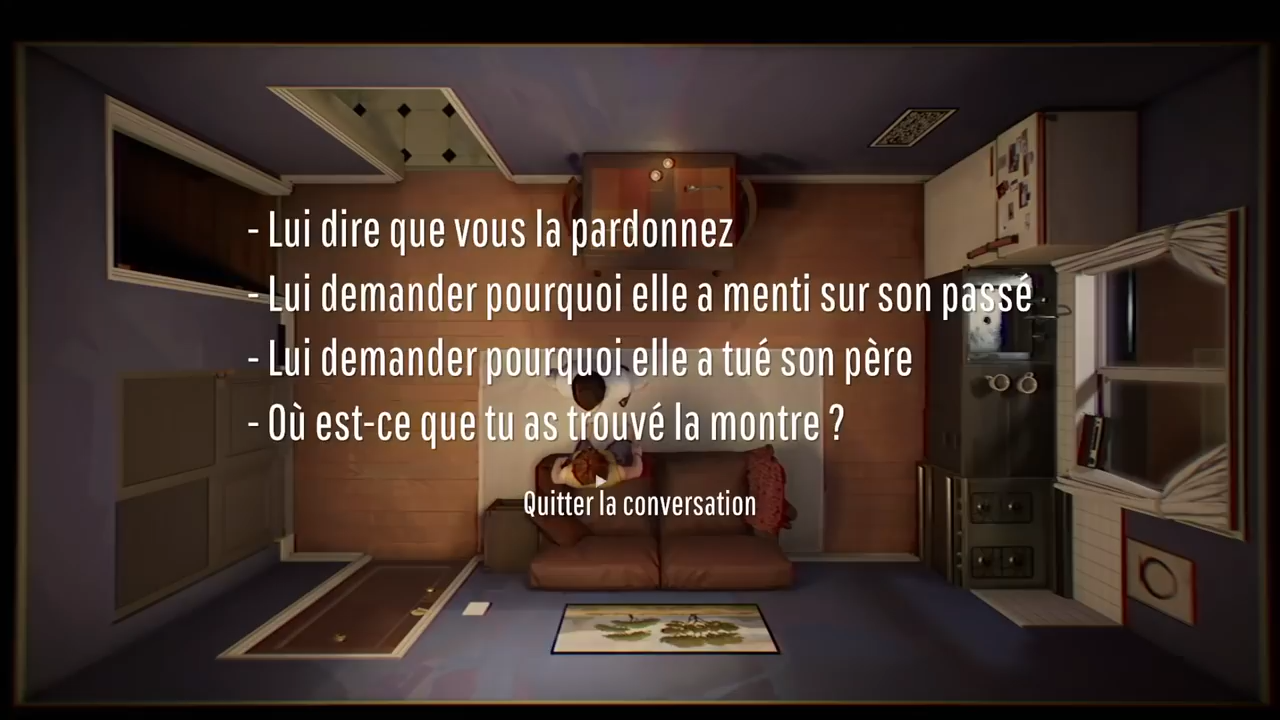 - Lui dire que vous la pardonnez
- Lui demander pourquoi elle a menti sur son passé
- Lui demander pourquoi elle a tué son père
- Où est-ce que tu as trouvé la montre ?
Quitter la conversation